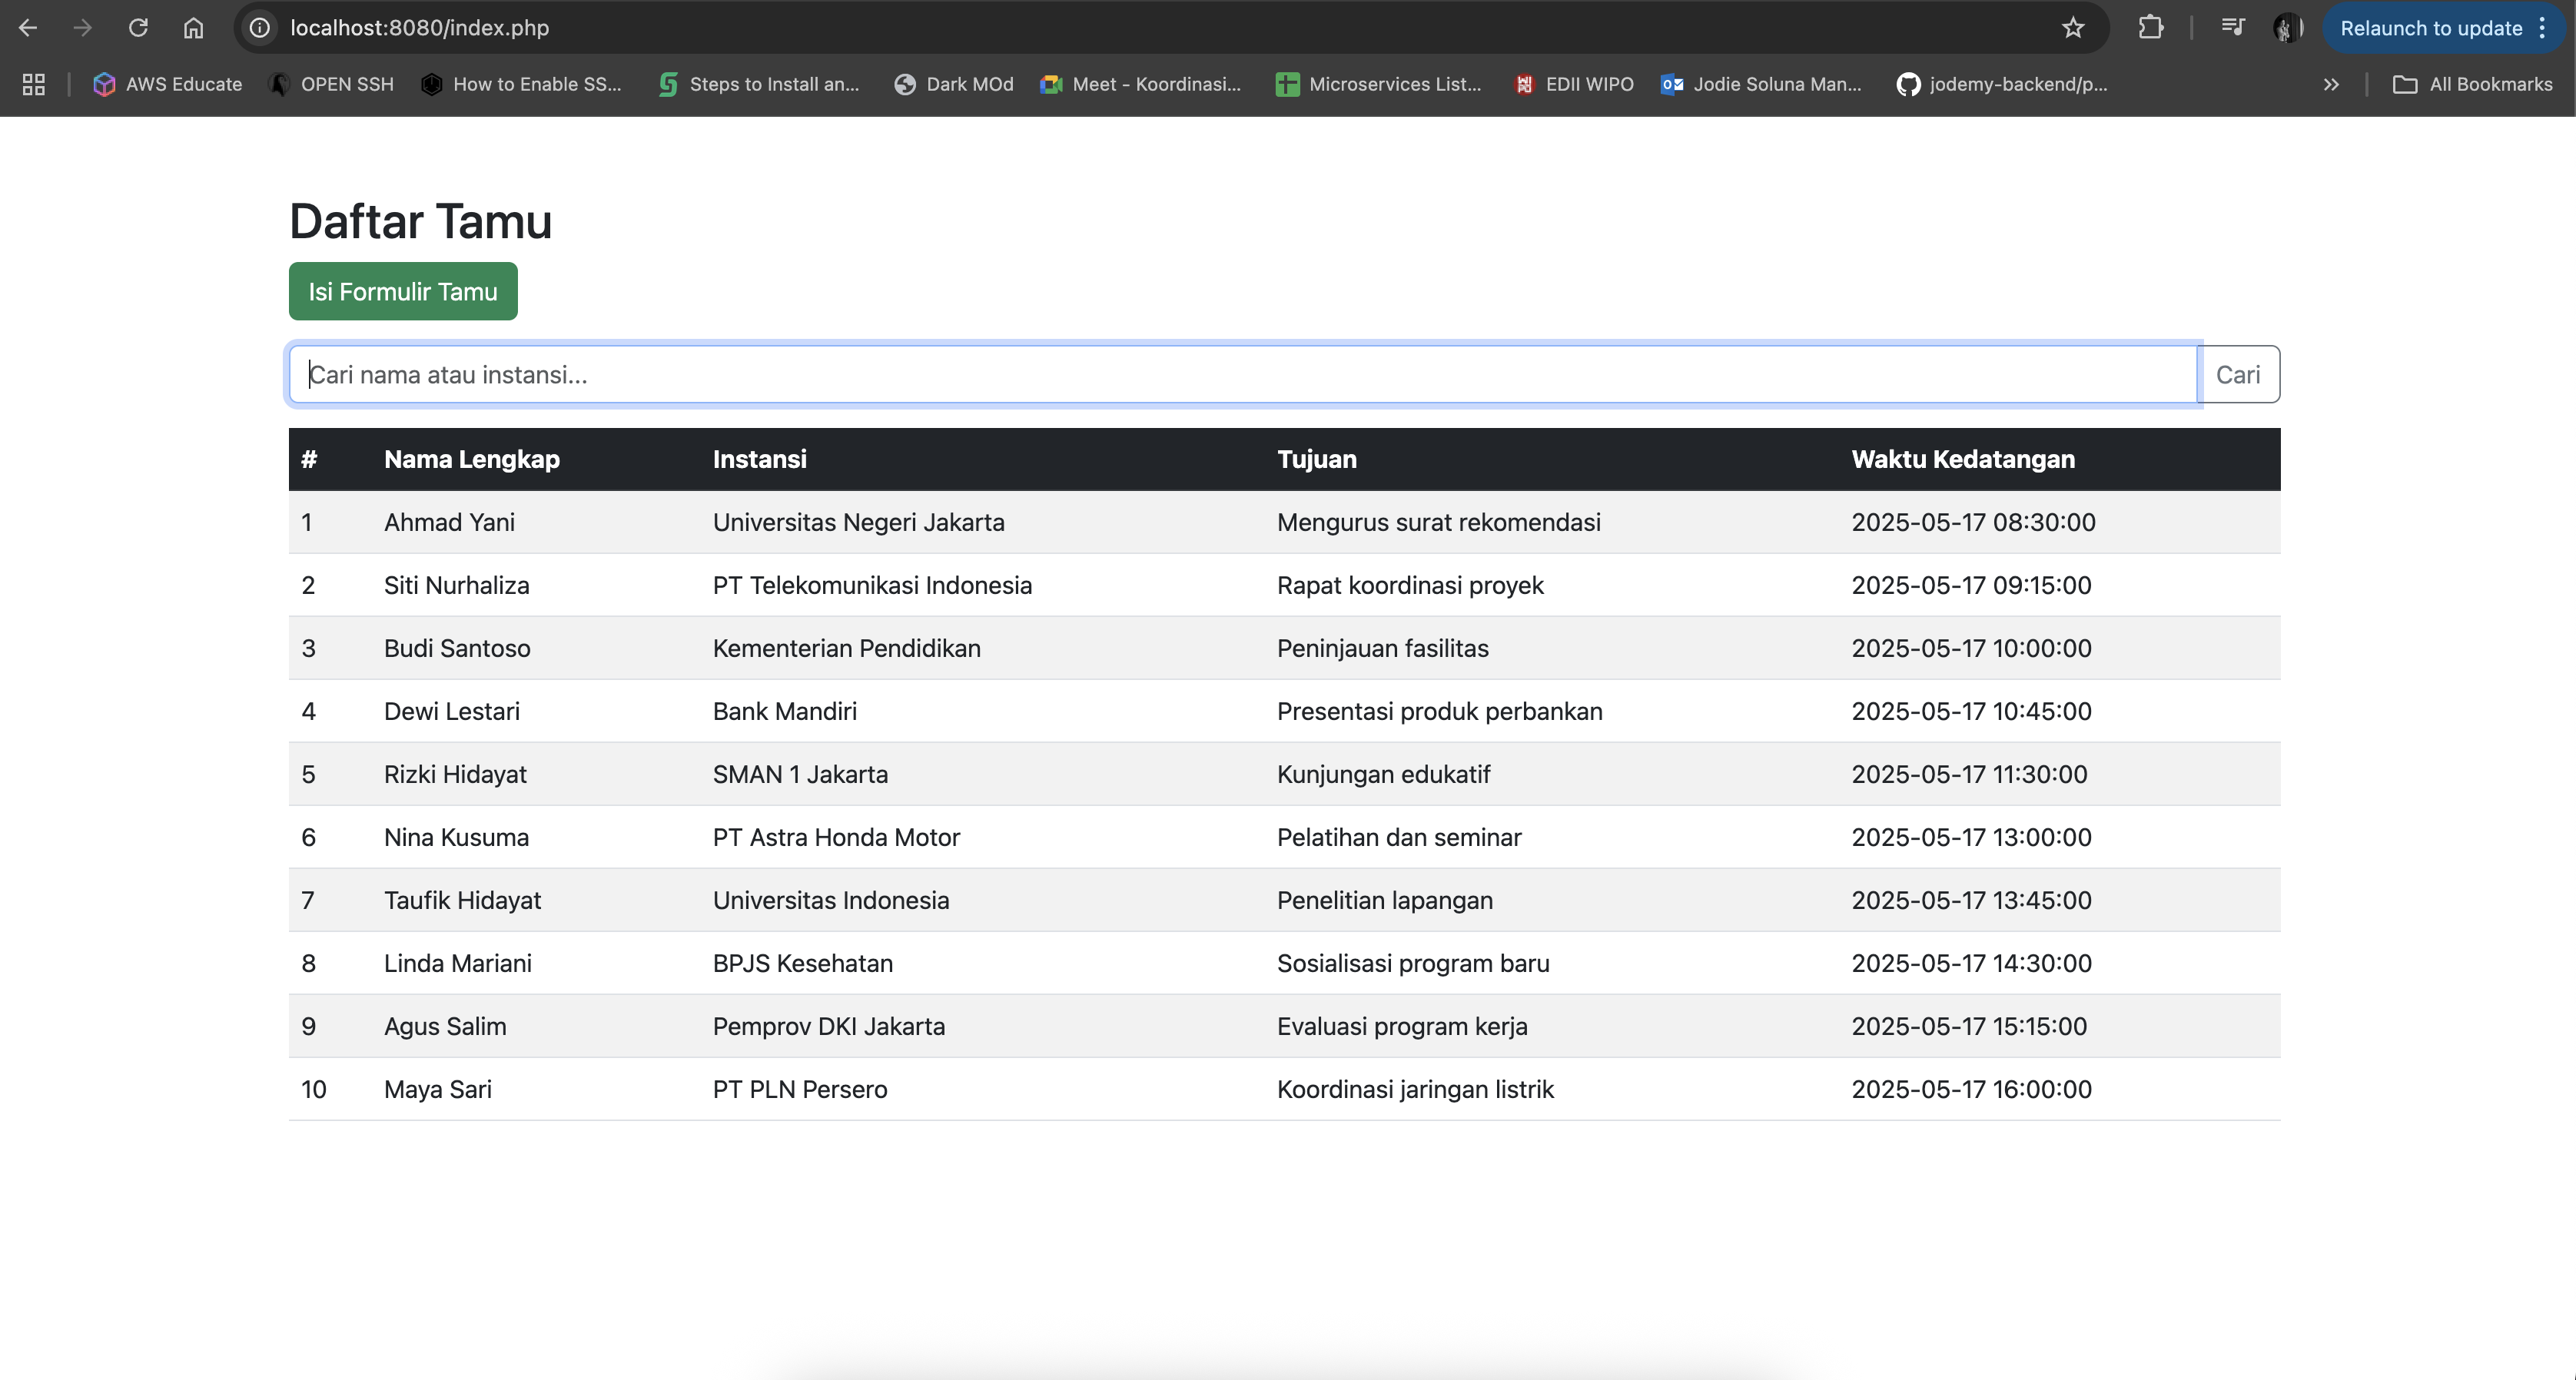 localhost:8080/index.php
Relaunch to update
AWS Educate OPEN SSH How to Enable SS... Steps to Install an... Dark MOd Meet - Koordinasi... Microservices List... EDII WIPO Jodie Soluna Man... jodemy-backend/p... All Bookmarks
Daftar Tamu
Isi Formulir Tamu
Cari nama atau instansi... Cari
# Nama Lengkap Instansi Tujuan Waktu Kedatangan
1 Ahmad Yani Universitas Negeri Jakarta Mengurus surat rekomendasi 2025-05-17 08:30:00
2 Siti Nurhaliza PT Telekomunikasi Indonesia Rapat koordinasi proyek 2025-05-17 09:15:00
3 Budi Santoso Kementerian Pendidikan Peninjauan fasilitas 2025-05-17 10:00:00
4 Dewi Lestari Bank Mandiri Presentasi produk perbankan 2025-05-17 10:45:00
5 Rizki Hidayat SMAN 1 Jakarta Kunjungan edukatif 2025-05-17 11:30:00
6 Nina Kusuma PT Astra Honda Motor Pelatihan dan seminar 2025-05-17 13:00:00
7 Taufik Hidayat Universitas Indonesia Penelitian lapangan 2025-05-17 13:45:00
8 Linda Mariani BPJS Kesehatan Sosialisasi program baru 2025-05-17 14:30:00
9 Agus Salim Pemprov DKI Jakarta Evaluasi program kerja 2025-05-17 15:15:00
10 Maya Sari PT PLN Persero Koordinasi jaringan listrik 2025-05-17 16:00:00